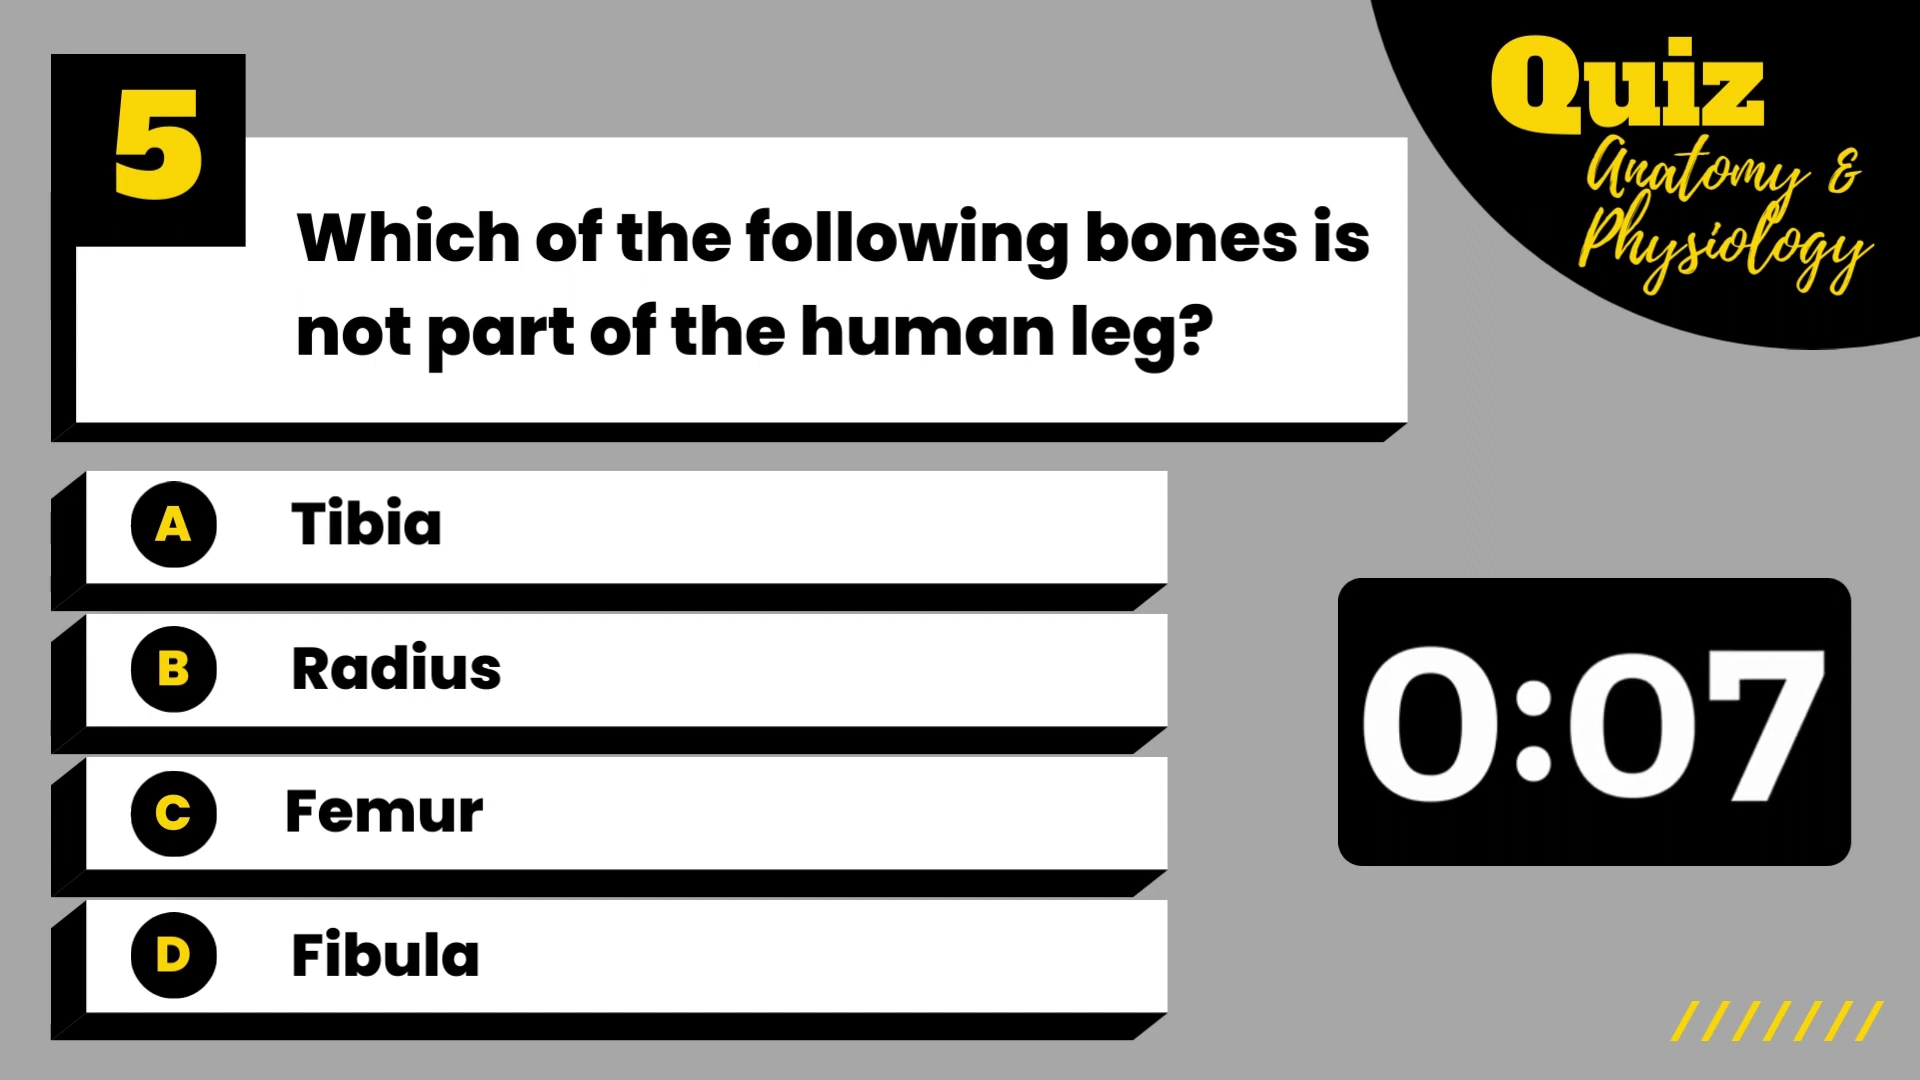 5
Quiz
Anatomy &
Physiology
Which of the following bones is
not part of the human leg?
A Tibia
B Radius
C Femur
D Fibula
0:07